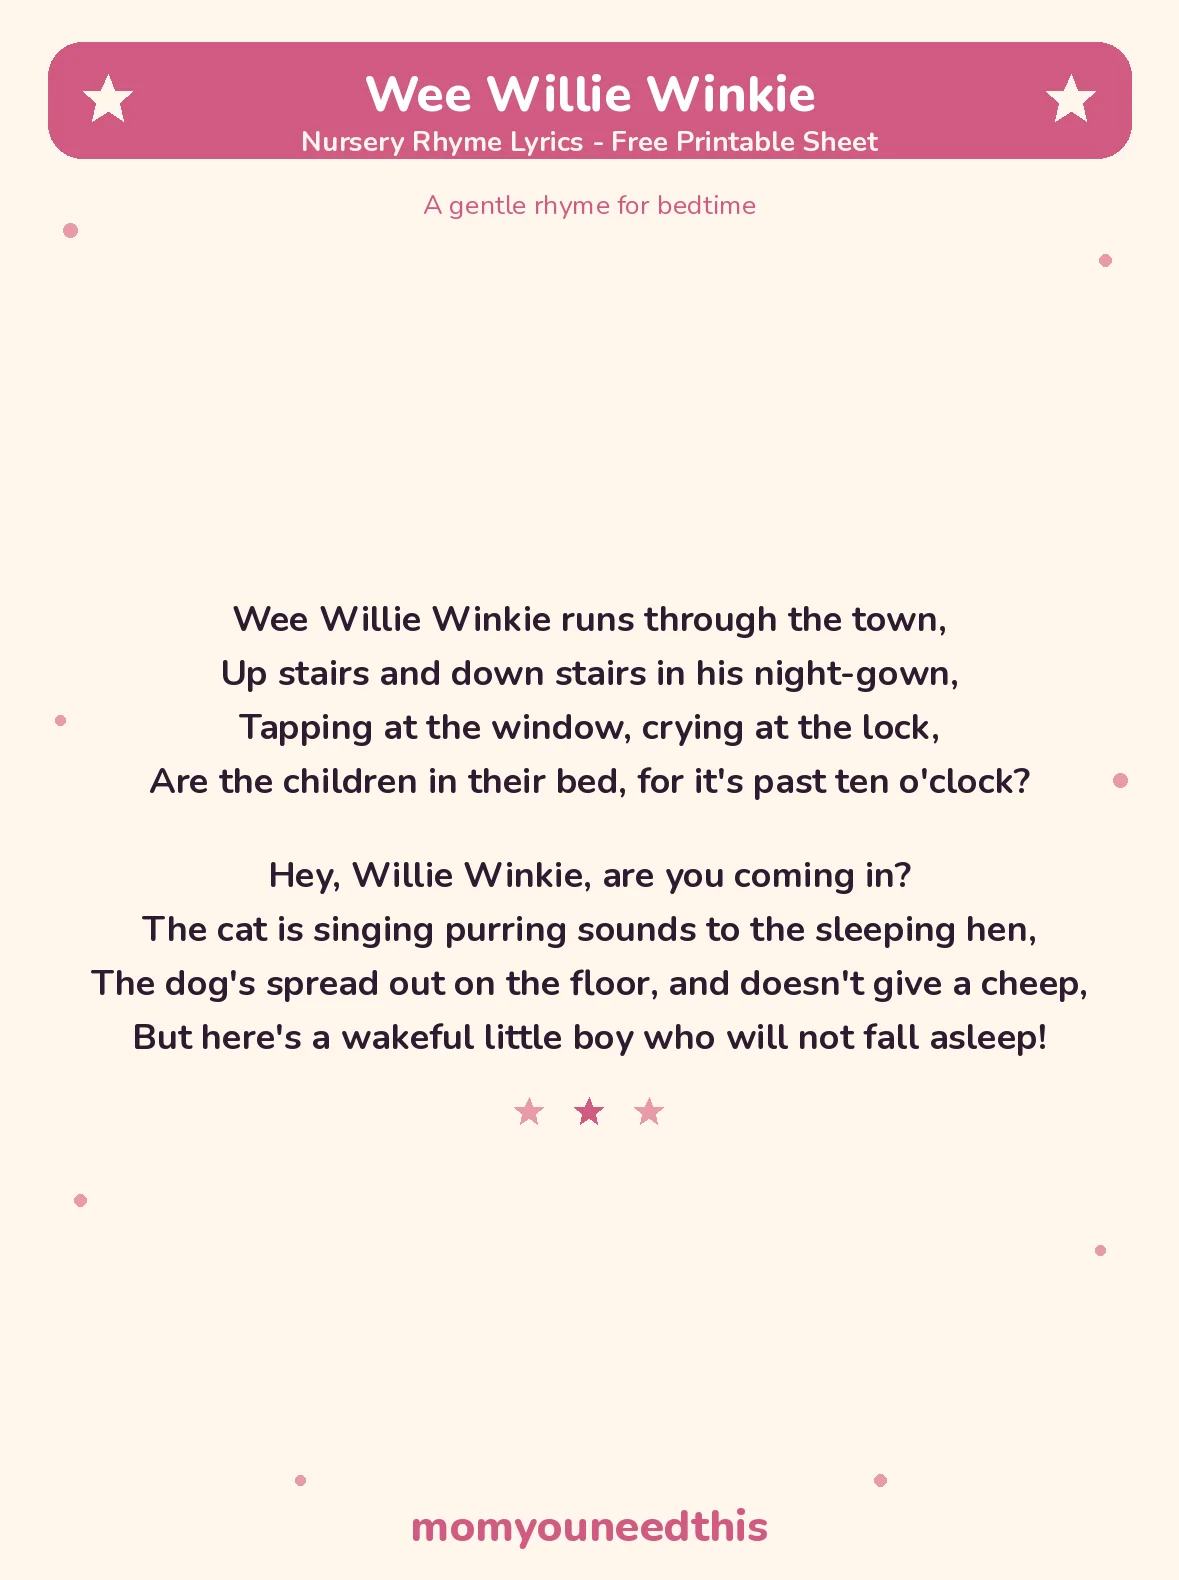 Wee Willie Winkie
Nursery Rhyme Lyrics - Free Printable Sheet
A gentle rhyme for bedtime
Wee Willie Winkie runs through the town,
Up stairs and down stairs in his night-gown,
Tapping at the window, crying at the lock,
Are the children in their bed, for it's past ten o'clock?
Hey, Willie Winkie, are you coming in?
The cat is singing purring sounds to the sleeping hen,
The dog's spread out on the floor, and doesn't give a cheep,
But here's a wakeful little boy who will not fall asleep!
momyouneedthis